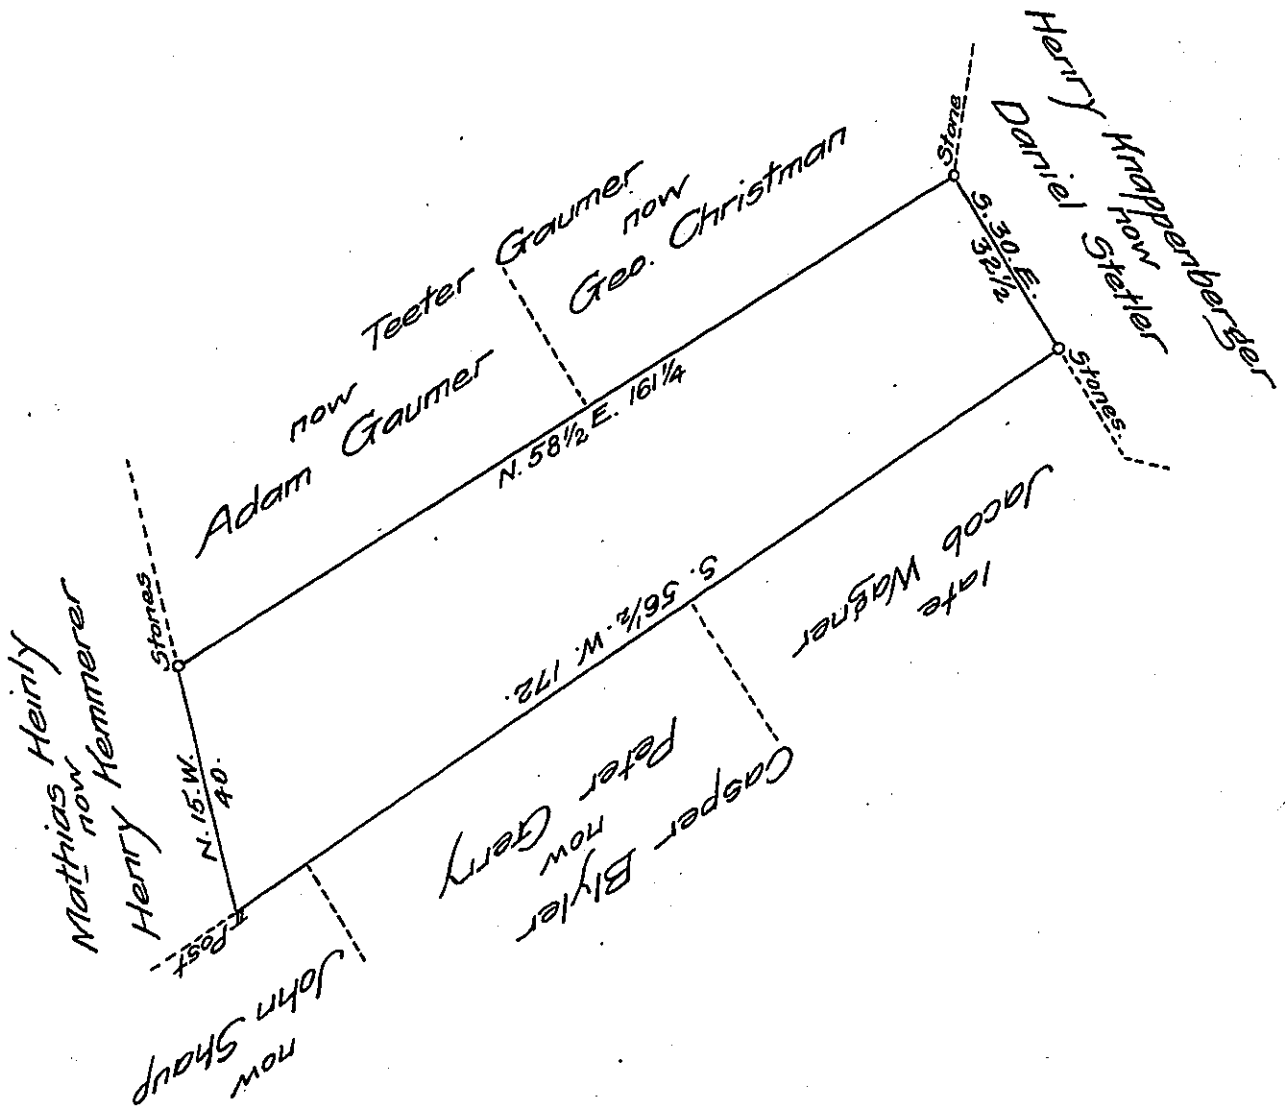 Teeter Gaumer
now
Adam Gaumer
now
Geo. Christman
N. 58½ E. 161¼
Stone
S. 30. E.
32½
Henry Knappenberger
now
Daniel Stetler
Stones.
late
Jacob Wagner
S. 56½. W. 172.
Casper Blyler
now
Peter Gerry
now
John Shaup
Post
N. 15. W.
40.
Mathias Heinly
now
Henry Kemmerer
Stones